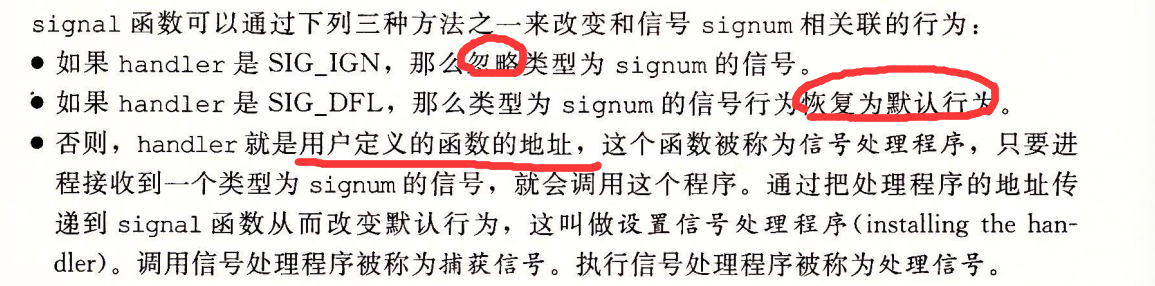 signal 函数可以通过下列三种方法之一来改变和信号 signum 相关联的行为：
● 如果 handler 是 SIG_IGN，那么忽略类型为 signum 的信号。
● 如果 handler 是 SIG_DFL，那么类型为 signum 的信号行为恢复为默认行为。
● 否则，handler 就是用户定义的函数的地址，这个函数被称为信号处理程序，只要进
程接收到一个类型为 signum 的信号，就会调用这个程序。通过把处理程序的地址传
递到 signal 函数从而改变默认行为，这叫做设置信号处理程序(installing the han-
dler)。调用信号处理程序被称为捕获信号。执行信号处理程序被称为处理信号。